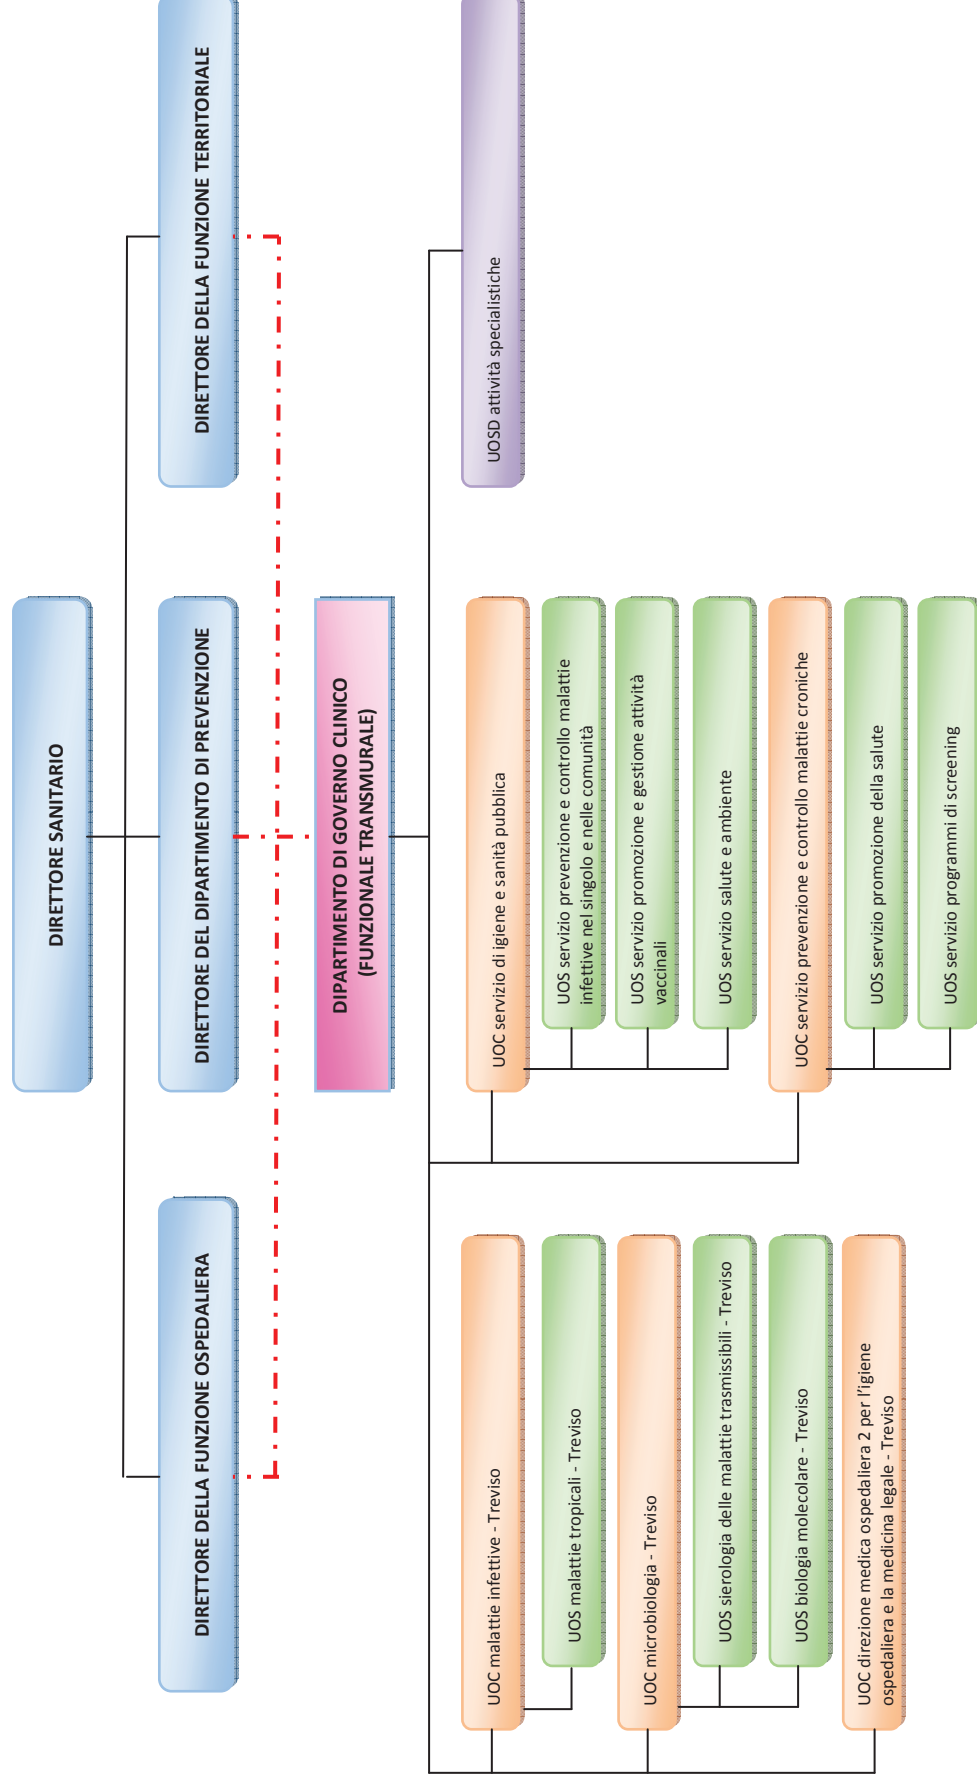 DIRETTORE SANITARIO
DIRETTORE DELLA FUNZIONE OSPEDALIERA
DIRETTORE DEL DIPARTIMENTO DI PREVENZIONE
DIRETTORE DELLA FUNZIONE TERRITORIALE
DIPARTIMENTO DI GOVERNO CLINICO
(FUNZIONALE TRANSMURALE)
UOC malattie infettive - Treviso
UOS malattie tropicali - Treviso
UOC microbiologia - Treviso
UOS sierologia delle malattie trasmissibili - Treviso
UOS biologia molecolare - Treviso
UOC direzione medica ospedaliera 2 per l'igiene
ospedaliera e la medicina legale - Treviso
UOC servizio di igiene e sanità pubblica
UOS servizio prevenzione e controllo malattie
infettive nel singolo e nelle comunità
UOS servizio promozione e gestione attività
vaccinali
UOS servizio salute e ambiente
UOC servizio prevenzione e controllo malattie croniche
UOS servizio promozione della salute
UOS servizio programmi di screening
UOSD attività specialistiche